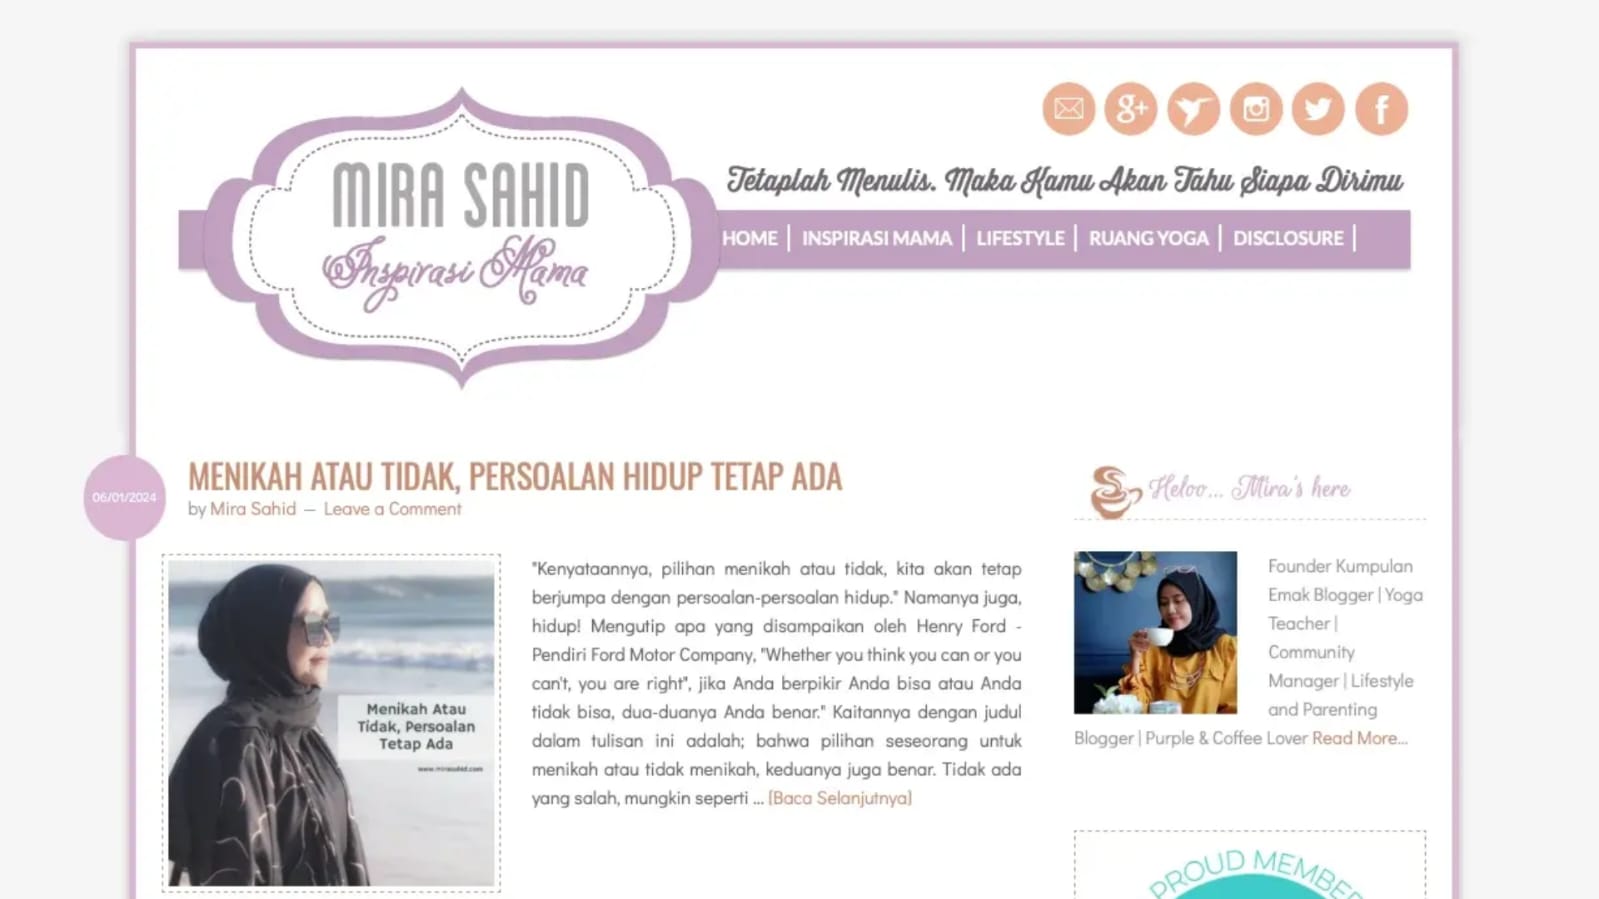 MIRA SAHID
Inspirasi Mama
Tetaplah Menulis. Maka Kamu Akan Tahu Siapa Dirimu
HOME | INSPIRASI MAMA | LIFESTYLE | RUANG YOGA | DISCLOSURE |
06/01/2024
MENIKAH ATAU TIDAK, PERSOALAN HIDUP TETAP ADA
by Mira Sahid — Leave a Comment
Menikah Atau
Tidak, Persoalan
Tetap Ada
www.mirasahid.com
"Kenyataannya, pilihan menikah atau tidak, kita akan tetap
berjumpa dengan persoalan-persoalan hidup." Namanya juga,
hidup! Mengutip apa yang disampaikan oleh Henry Ford -
Pendiri Ford Motor Company, "Whether you think you can or you
can't, you are right", jika Anda berpikir Anda bisa atau Anda
tidak bisa, dua-duanya Anda benar." Kaitannya dengan judul
dalam tulisan ini adalah; bahwa pilihan seseorang untuk
menikah atau tidak menikah, keduanya juga benar. Tidak ada
yang salah, mungkin seperti ... [Baca Selanjutnya]
Heloo... Mira's here
Founder Kumpulan
Emak Blogger | Yoga
Teacher |
Community
Manager | Lifestyle
and Parenting
Blogger | Purple & Coffee Lover Read More...
PROUD MEMBER